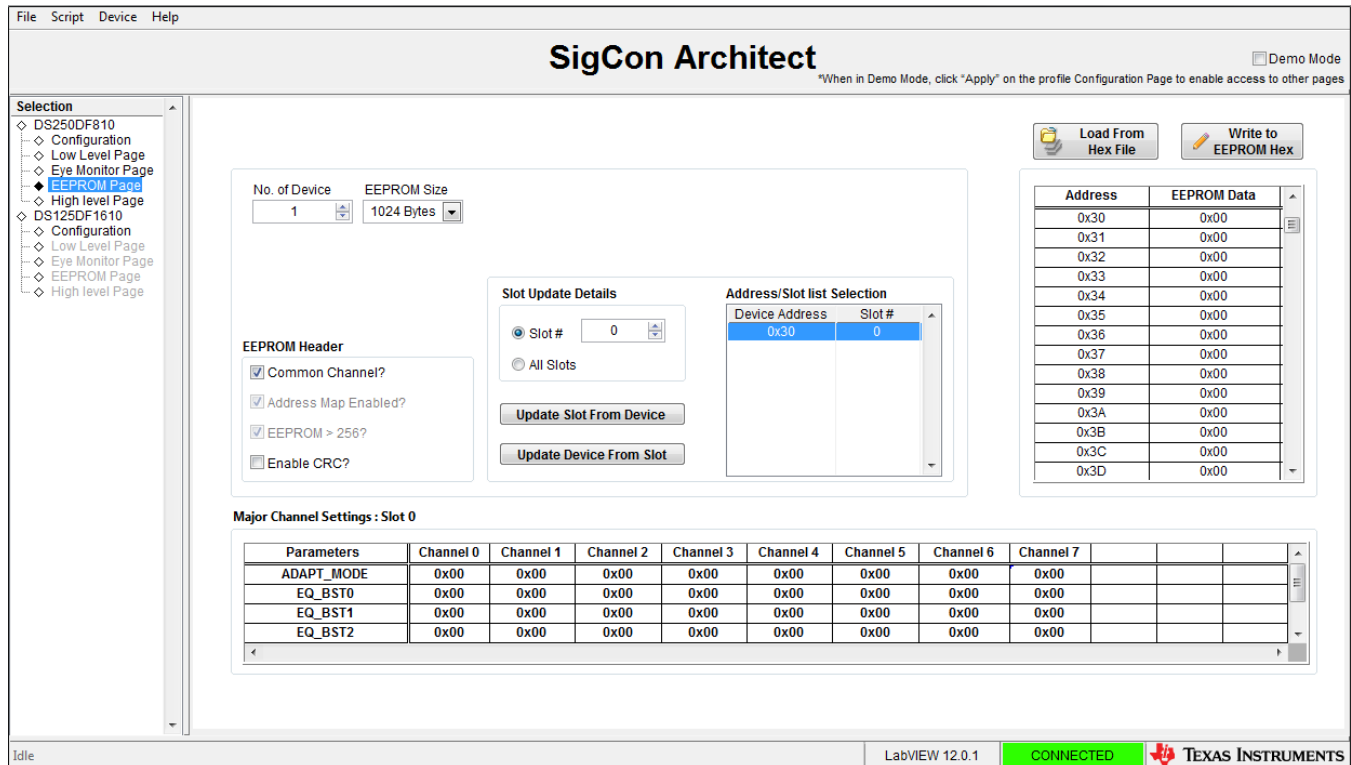 File Script Device Help
SigCon Architect
Demo Mode
*When in Demo Mode, click "Apply" on the profile Configuration Page to enable access to other pages
Selection
DS250DF810
Configuration
Low Level Page
Eye Monitor Page
EEPROM Page
High level Page
DS125DF1610
Configuration
Low Level Page
Eye Monitor Page
EEPROM Page
High level Page
Load From
Hex File
Write to
EEPROM Hex
No. of Device EEPROM Size
1 1024 Bytes
EEPROM Header
Common Channel?
Address Map Enabled?
EEPROM > 256?
Enable CRC?
Slot Update Details
Slot # 0
All Slots
Update Slot From Device
Update Device From Slot
Address/Slot list Selection
Device Address Slot #
0x30 0
Address EEPROM Data
0x30 0x00
0x31 0x00
0x32 0x00
0x33 0x00
0x34 0x00
0x35 0x00
0x36 0x00
0x37 0x00
0x38 0x00
0x39 0x00
0x3A 0x00
0x3B 0x00
0x3C 0x00
0x3D 0x00
Major Channel Settings : Slot 0
Parameters Channel 0 Channel 1 Channel 2 Channel 3 Channel 4 Channel 5 Channel 6 Channel 7
ADAPT_MODE 0x00 0x00 0x00 0x00 0x00 0x00 0x00 0x00
EQ_BST0 0x00 0x00 0x00 0x00 0x00 0x00 0x00 0x00
EQ_BST1 0x00 0x00 0x00 0x00 0x00 0x00 0x00 0x00
EQ_BST2 0x00 0x00 0x00 0x00 0x00 0x00 0x00 0x00
Idle LabVIEW 12.0.1 CONNECTED TEXAS INSTRUMENTS